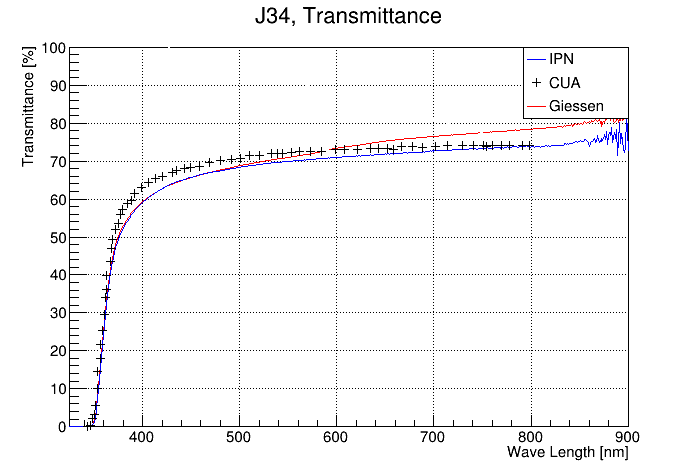 J34, Transmittance
Transmittance [%]
100
90
80
70
60
50
40
30
20
10
0
IPN
CUA
Giessen
400 500 600 700 800 900
Wave Length [nm]